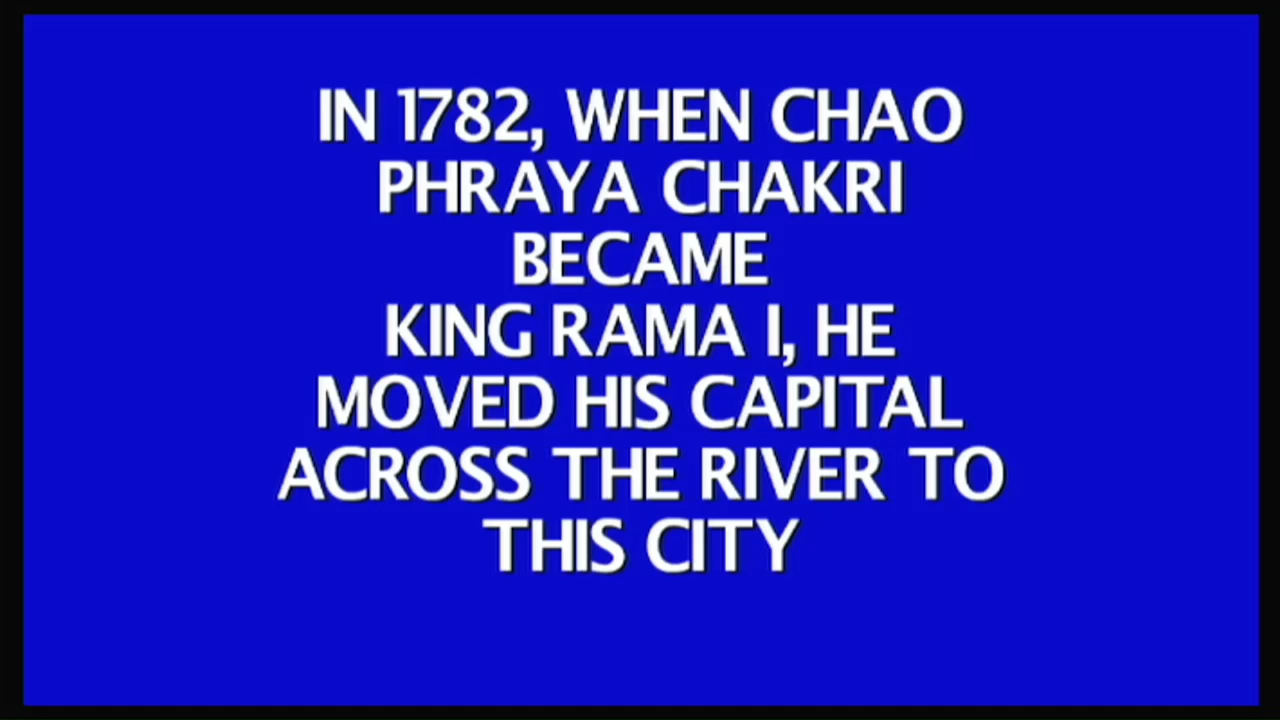 IN 1782, WHEN CHAO
PHRAYA CHAKRI
BECAME
KING RAMA I, HE
MOVED HIS CAPITAL
ACROSS THE RIVER TO
THIS CITY